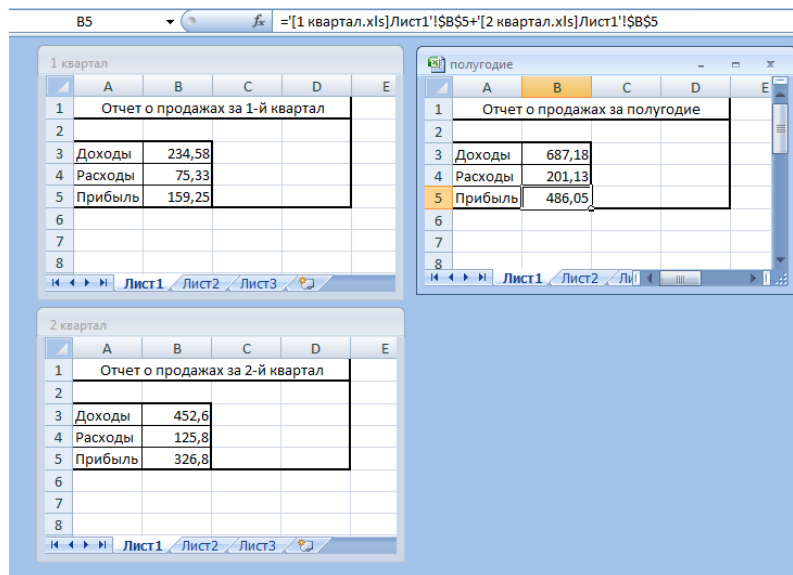 B5 fx ='[1 квартал.xls]Лист1'!$B$5+'[2 квартал.xls]Лист1'!$B$5
1 квартал
A B C D E
1 Отчет о продажах за 1-й квартал
2
3 Доходы 234,58
4 Расходы 75,33
5 Прибыль 159,25
6
7
8
Лист1 Лист2 Лист3
полугодие
A B C D E
1 Отчет о продажах за полугодие
2
3 Доходы 687,18
4 Расходы 201,13
5 Прибыль 486,05
6
7
8
Лист1 Лист2 Ли
2 квартал
A B C D E
1 Отчет о продажах за 2-й квартал
2
3 Доходы 452,6
4 Расходы 125,8
5 Прибыль 326,8
6
7
8
Лист1 Лист2 Лист3